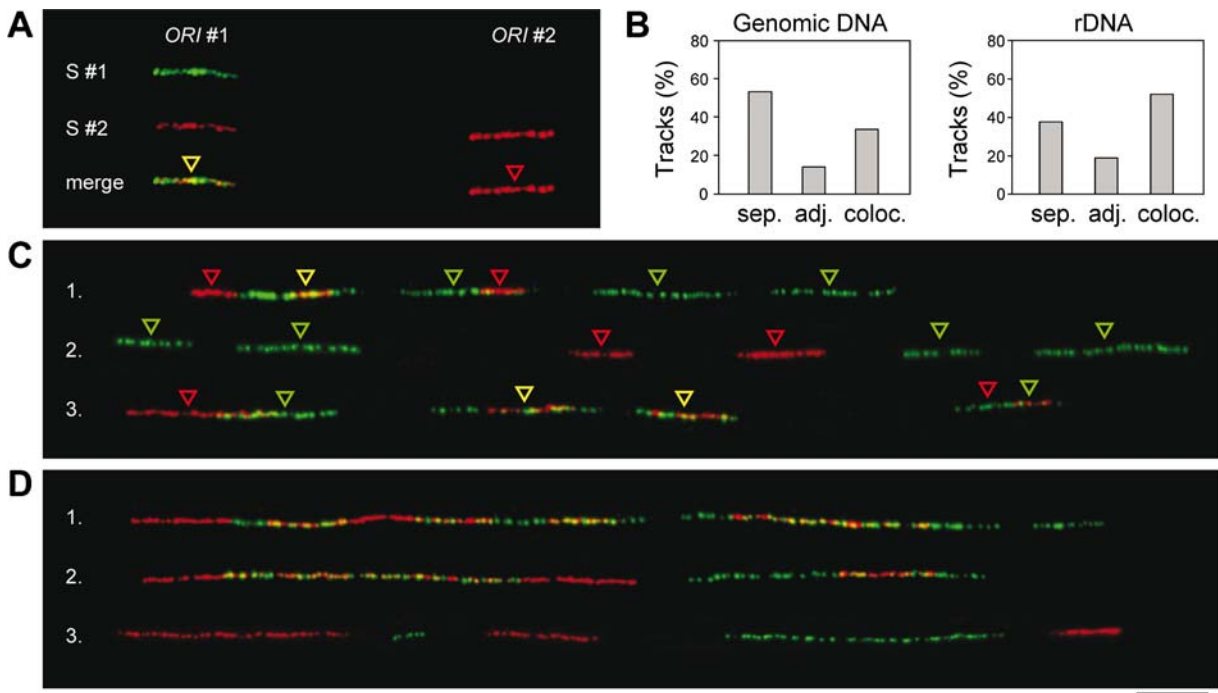 A
ORI #1
ORI #2
S #1
S #2
merge
B
Genomic DNA
Tracks (%)
80
60
40
20
0
sep. adj. coloc.
rDNA
Tracks (%)
80
60
40
20
0
sep. adj. coloc.
C
1.
2.
3.
D
1.
2.
3.